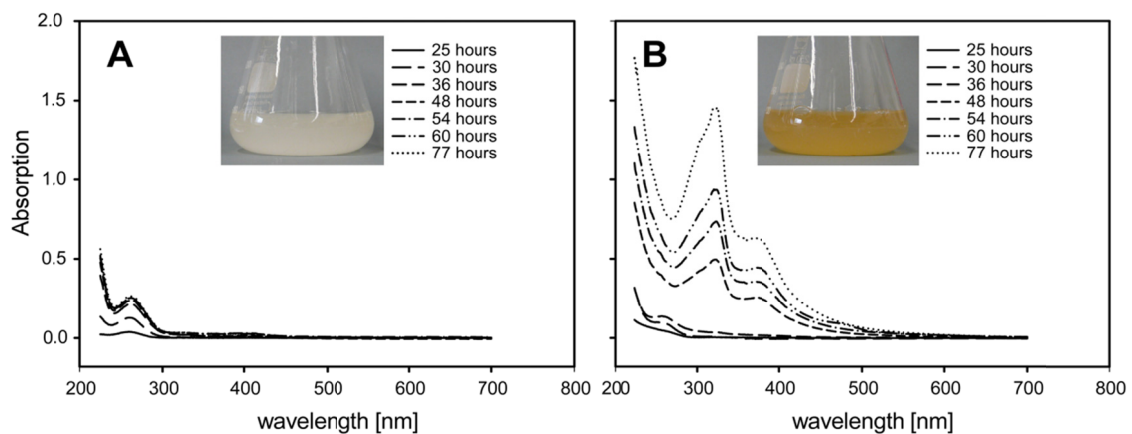 2.0
1.5
1.0
0.5
0.0
Absorption
A
25 hours
30 hours
36 hours
48 hours
54 hours
60 hours
77 hours
200 300 400 500 600 700 800
wavelength [nm]
B
25 hours
30 hours
36 hours
48 hours
54 hours
60 hours
77 hours
200 300 400 500 600 700 800
wavelength [nm]